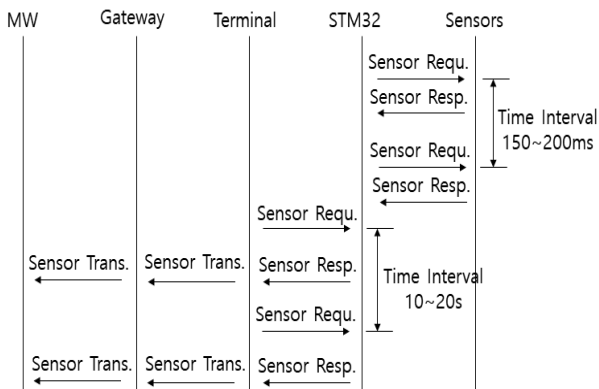 MW Gateway Terminal STM32 Sensors
Sensor Requ.
Sensor Resp.
Time Interval
150~200ms
Sensor Requ.
Sensor Resp.
Sensor Requ.
Sensor Trans. Sensor Trans. Sensor Resp.
Time Interval
10~20s
Sensor Requ.
Sensor Trans. Sensor Trans. Sensor Resp.